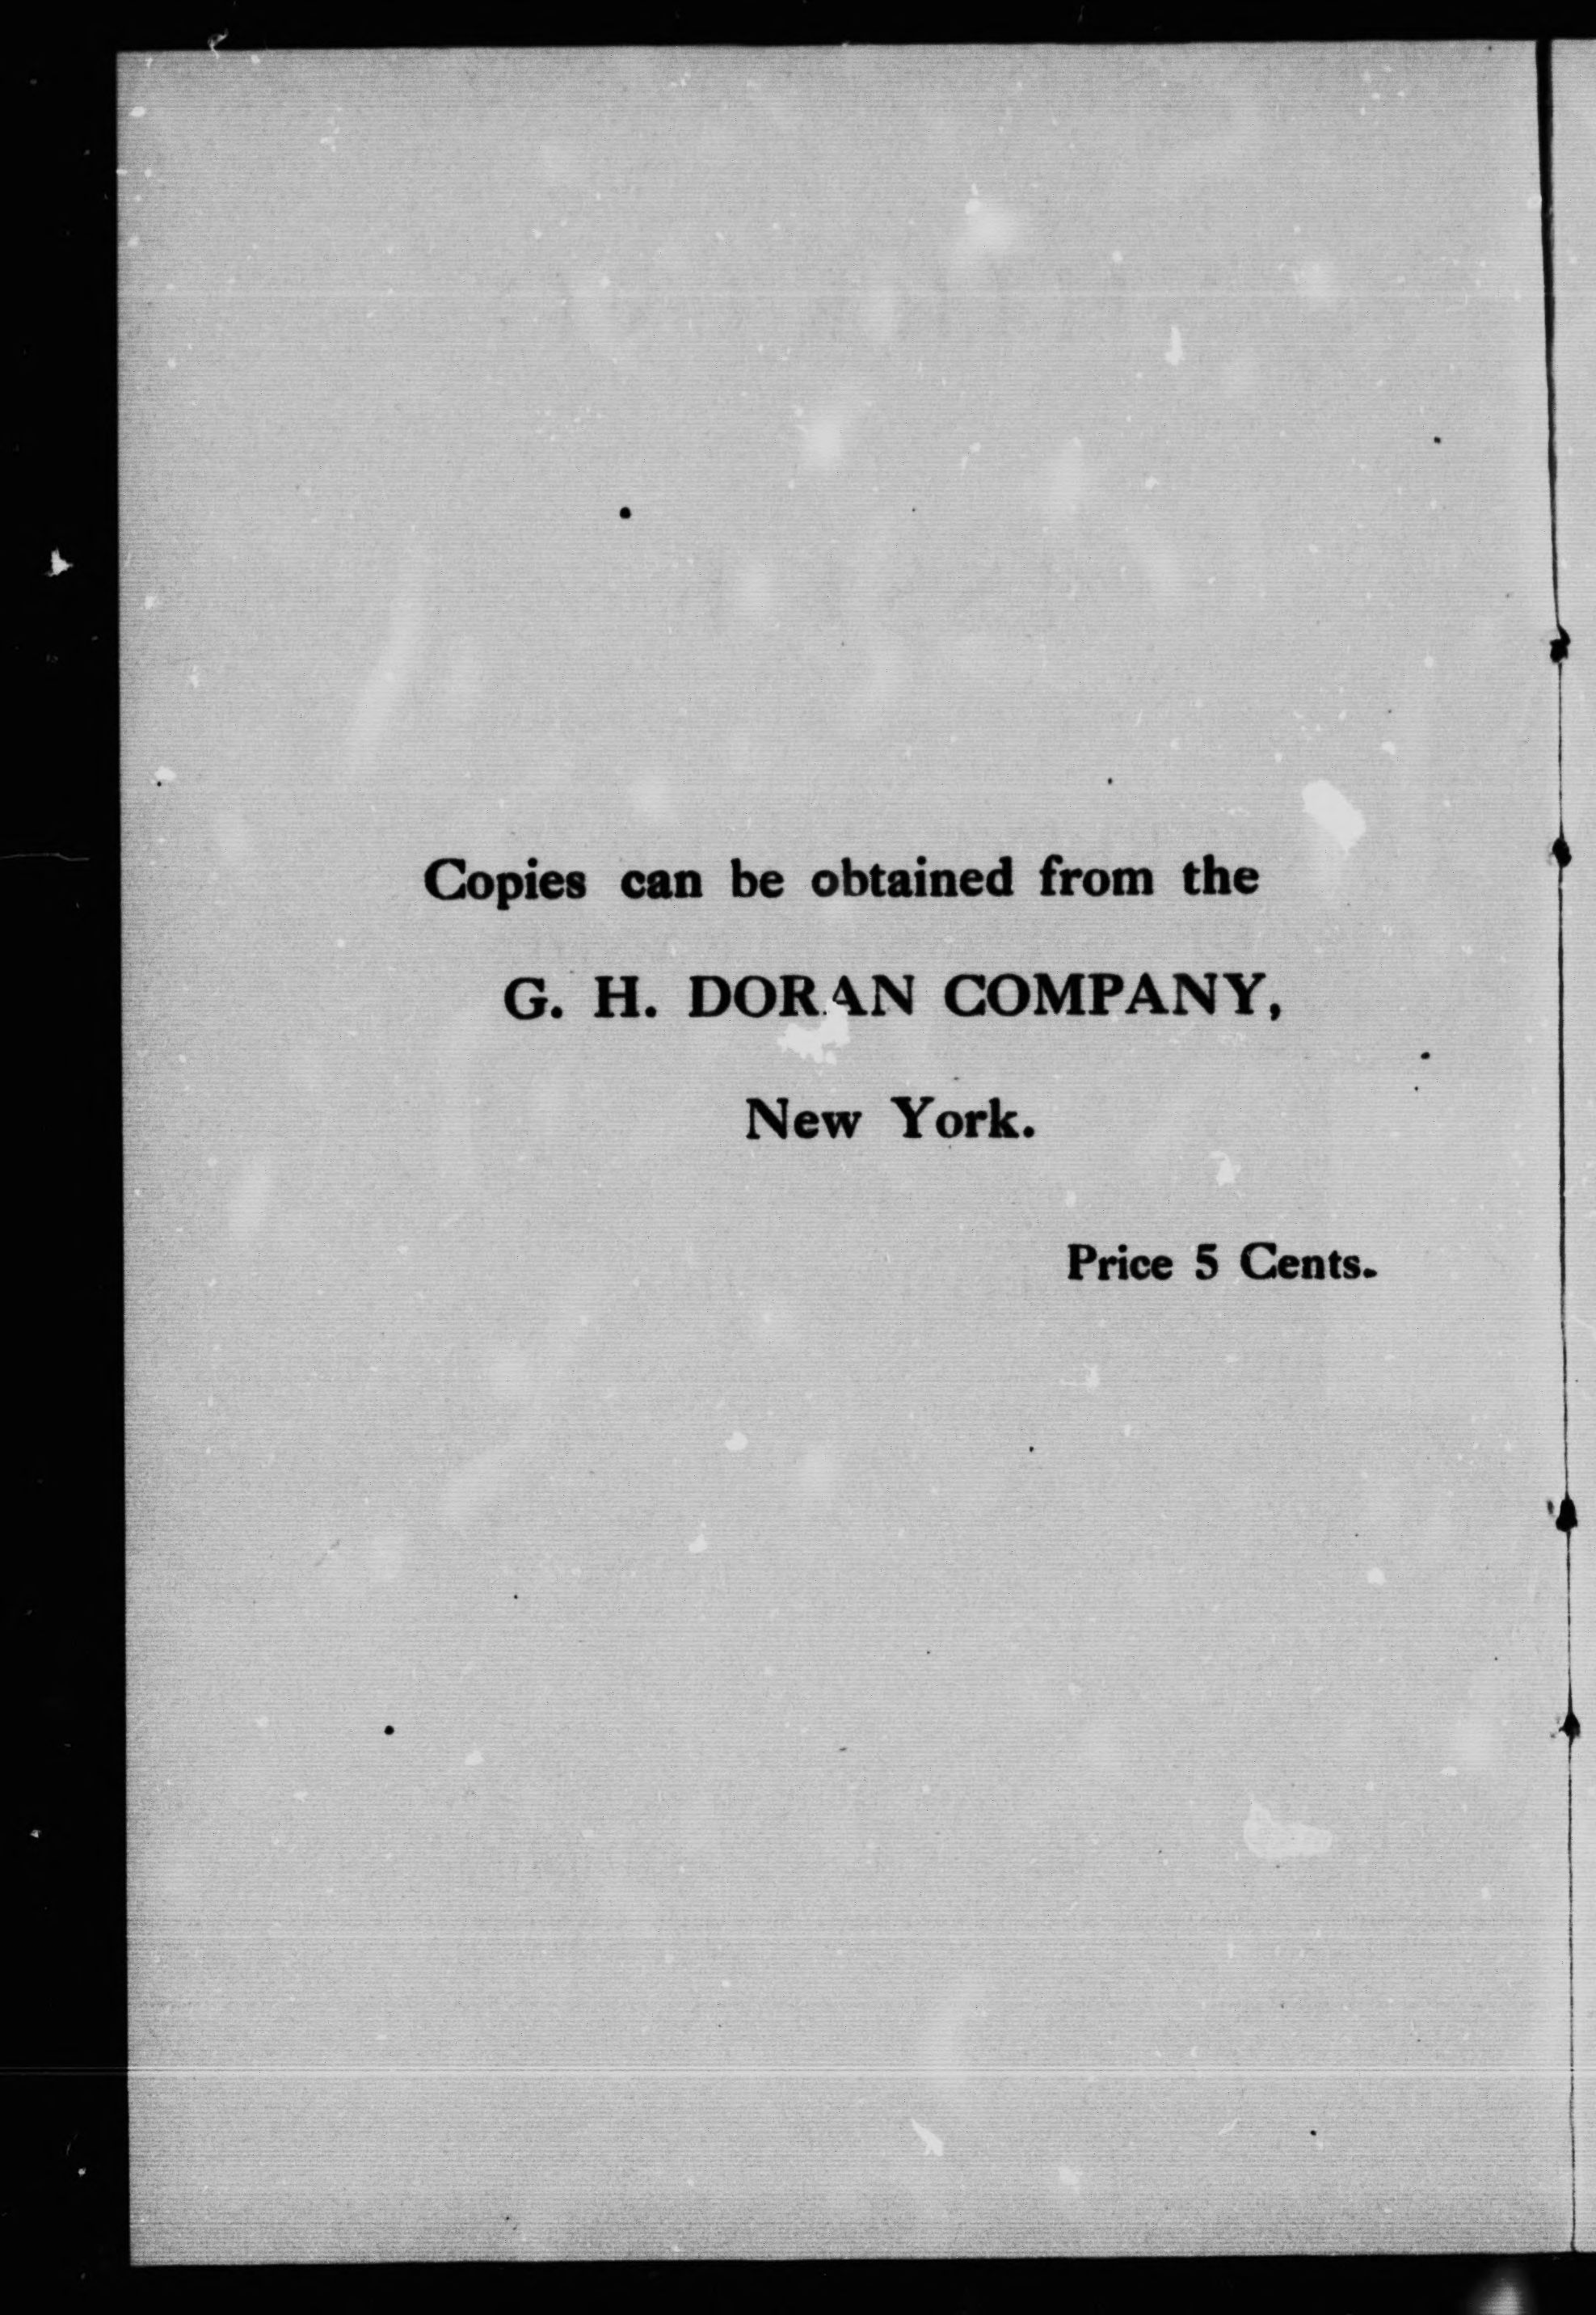 Copies can be obtained from the
G. H. DORAN COMPANY,
New York.
Price 5 Cents.